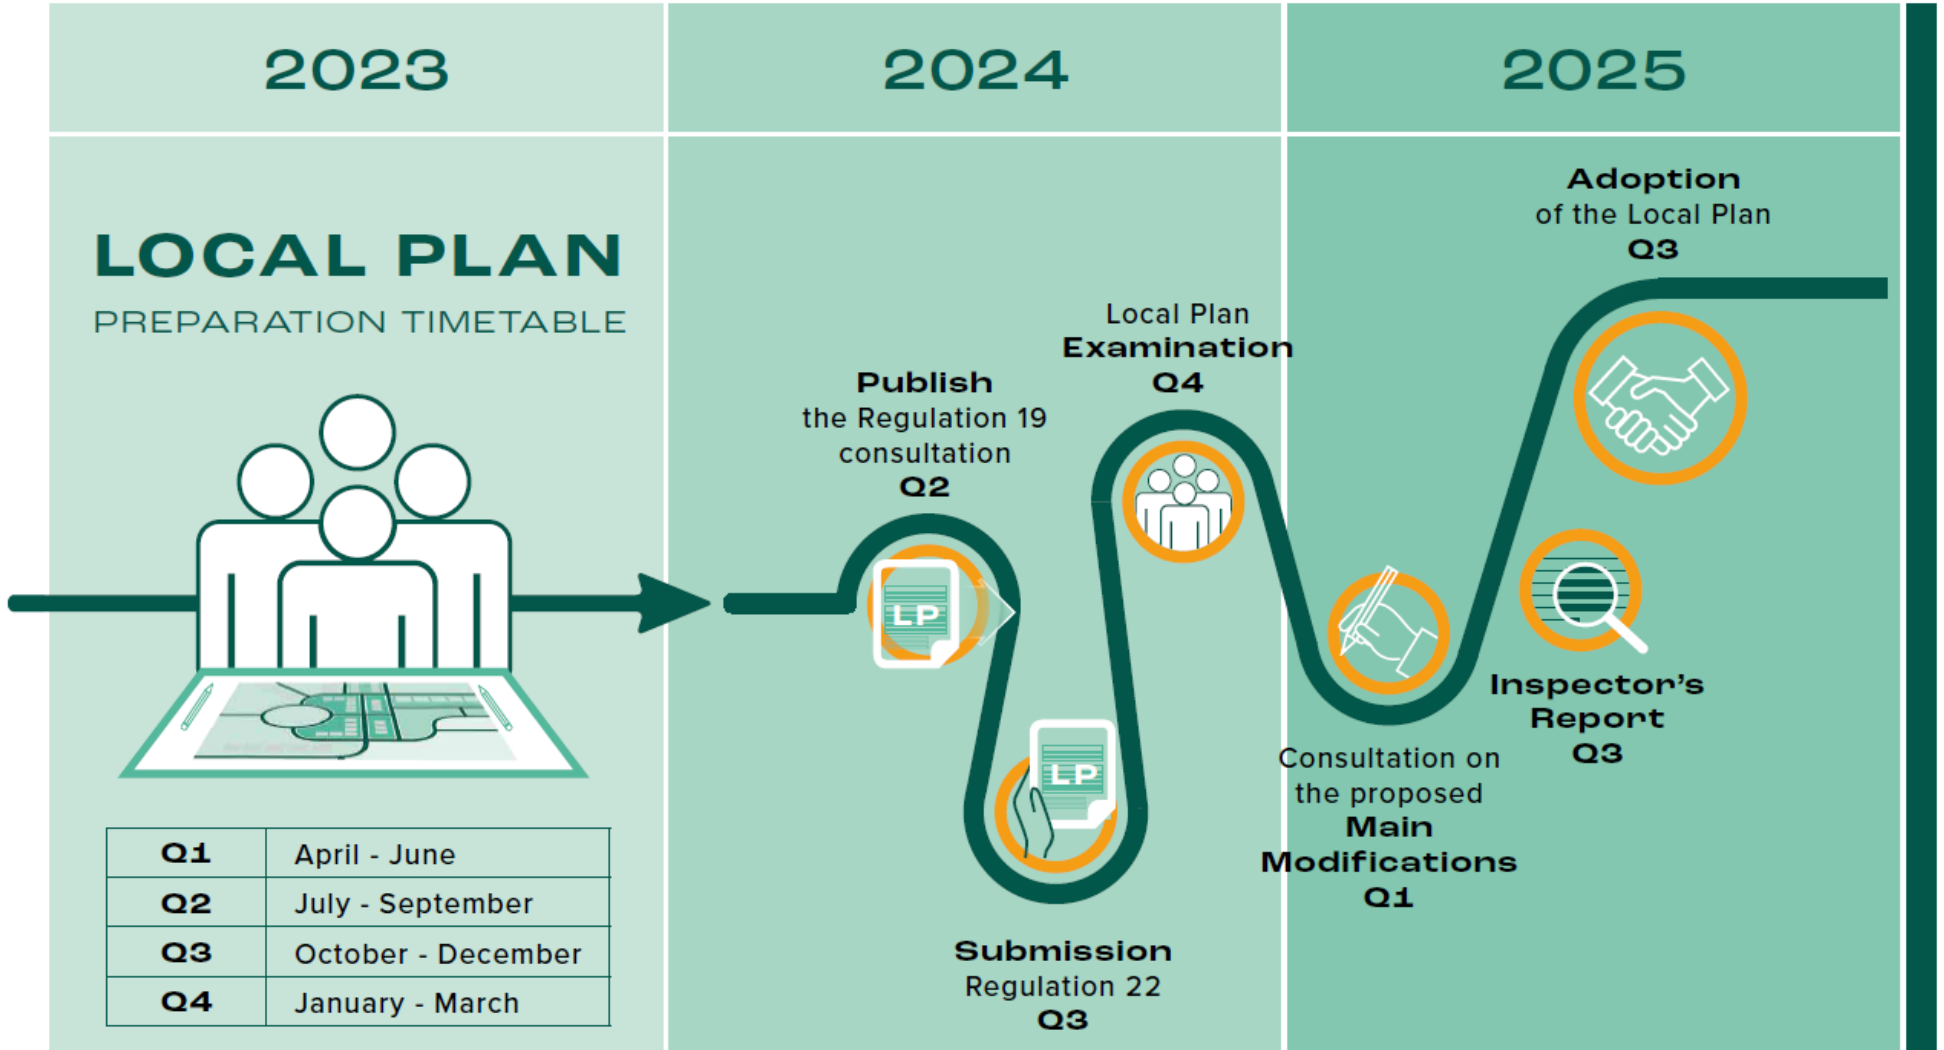 2023
2024
2025
LOCAL PLAN
PREPARATION TIMETABLE
Q1 April - June
Q2 July - September
Q3 October - December
Q4 January - March
Publish
the Regulation 19
consultation
Q2
LP
LP
Submission
Regulation 22
Q3
Local Plan
Examination
Q4
Consultation on
the proposed
Main
Modifications
Q1
Inspector’s
Report
Q3
Adoption
of the Local Plan
Q3